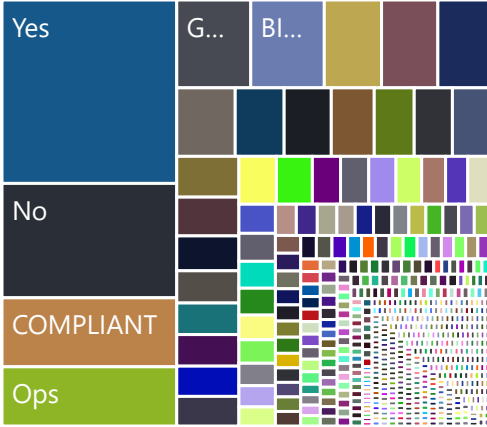 Yes
G...
Bl...
No
COMPLIANT
Ops